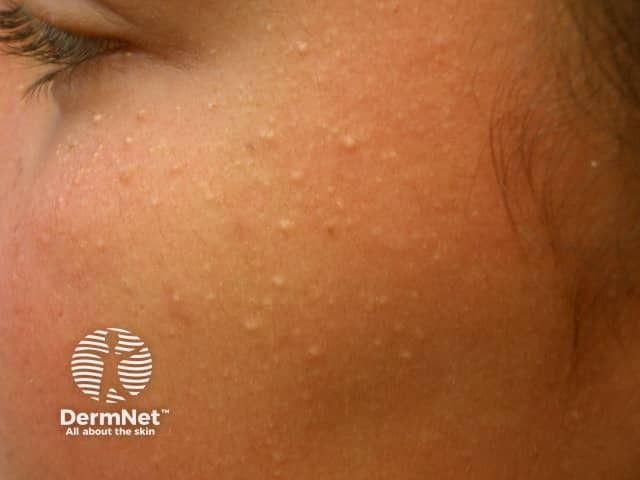 DermNet™
All about the skin